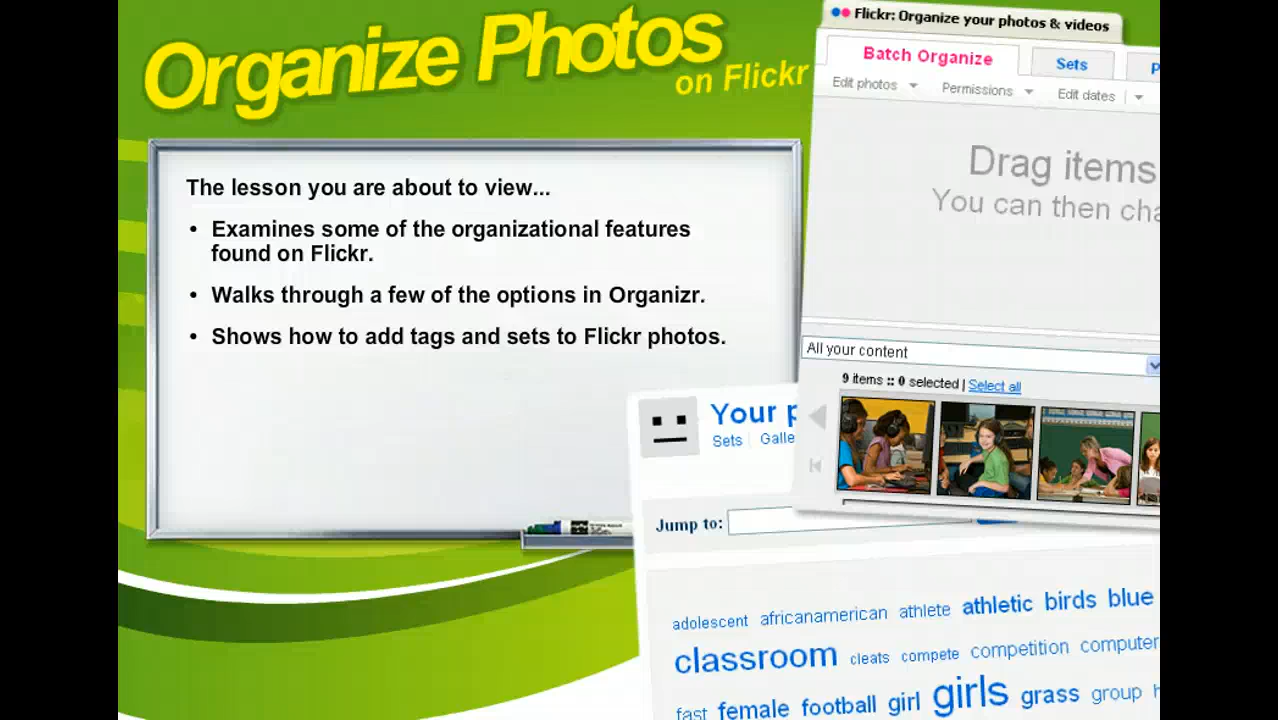 Organize Photos
on Flickr
The lesson you are about to view...
• Examines some of the organizational features
found on Flickr.
• Walks through a few of the options in Organizr.
• Shows how to add tags and sets to Flickr photos.
Flickr: Organize your photos & videos
Batch Organize
Sets
Edit photos
Permissions
Edit dates
Drag items
You can then
All your content
9 items :: 0 selected | Select all
Your
Sets
Jump to:
adolescent africanamerican athlete athletic birds blue
classroom cleats compete competition computer
fast female football girl girls grass group